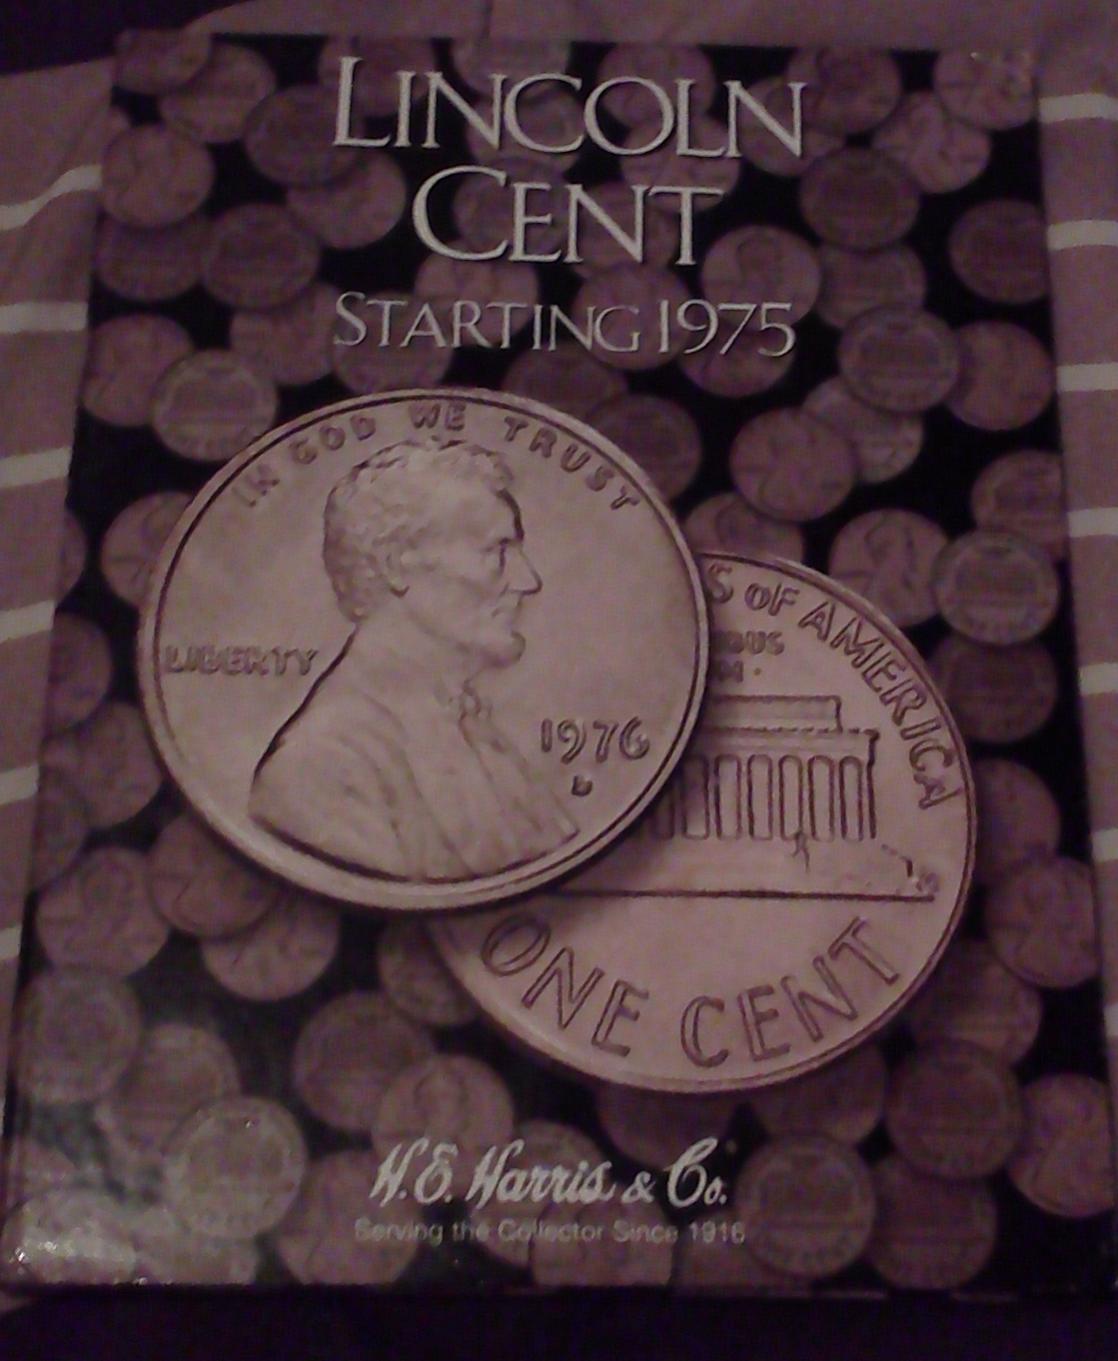 LINCOLN
CENT
STARTING 1975
IN GOD WE TRUST
LIBERTY
1976
D
S OF AMERICA
BUS
M ·
ONE CENT
H.E. Harris & Co.
Serving the Collector Since 1916